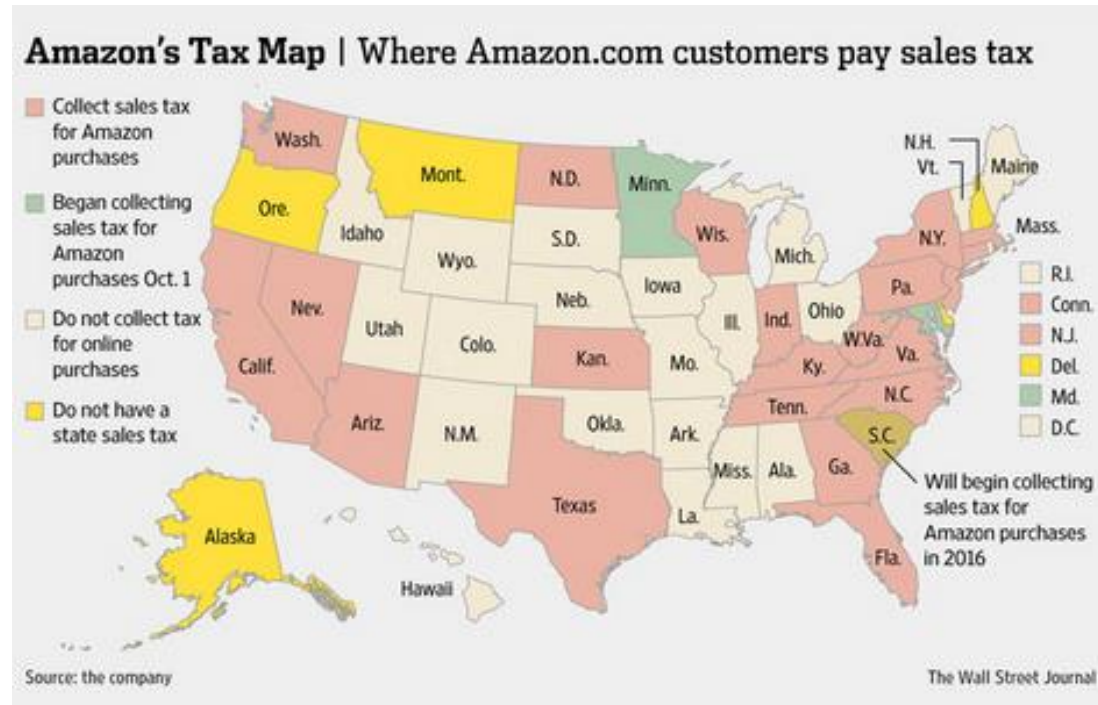 Amazon's Tax Map | Where Amazon.com customers pay sales tax
Collect sales tax
for Amazon
purchases
Began collecting
sales tax for
Amazon
purchases Oct. 1
Do not collect tax
for online
purchases
Do not have a
state sales tax
Wash.
Ore.
Calif.
Nev.
Idaho
Mont.
Wyo.
Utah
Colo.
Ariz.
N.M.
N.D.
S.D.
Neb.
Kan.
Okla.
Texas
Minn.
Iowa
Mo.
Ark.
La.
Wis.
Ill.
Mich.
Ind.
Ohio
Ky.
Tenn.
Miss.
Ala.
Ga.
Fla.
S.C.
N.C.
Va.
W.Va.
Pa.
N.Y.
Vt.
N.H.
Maine
Mass.
R.I.
Conn.
N.J.
Del.
Md.
D.C.
Will begin collecting
sales tax for
Amazon purchases
in 2016
Alaska
Hawaii
Source: the company
The Wall Street Journal